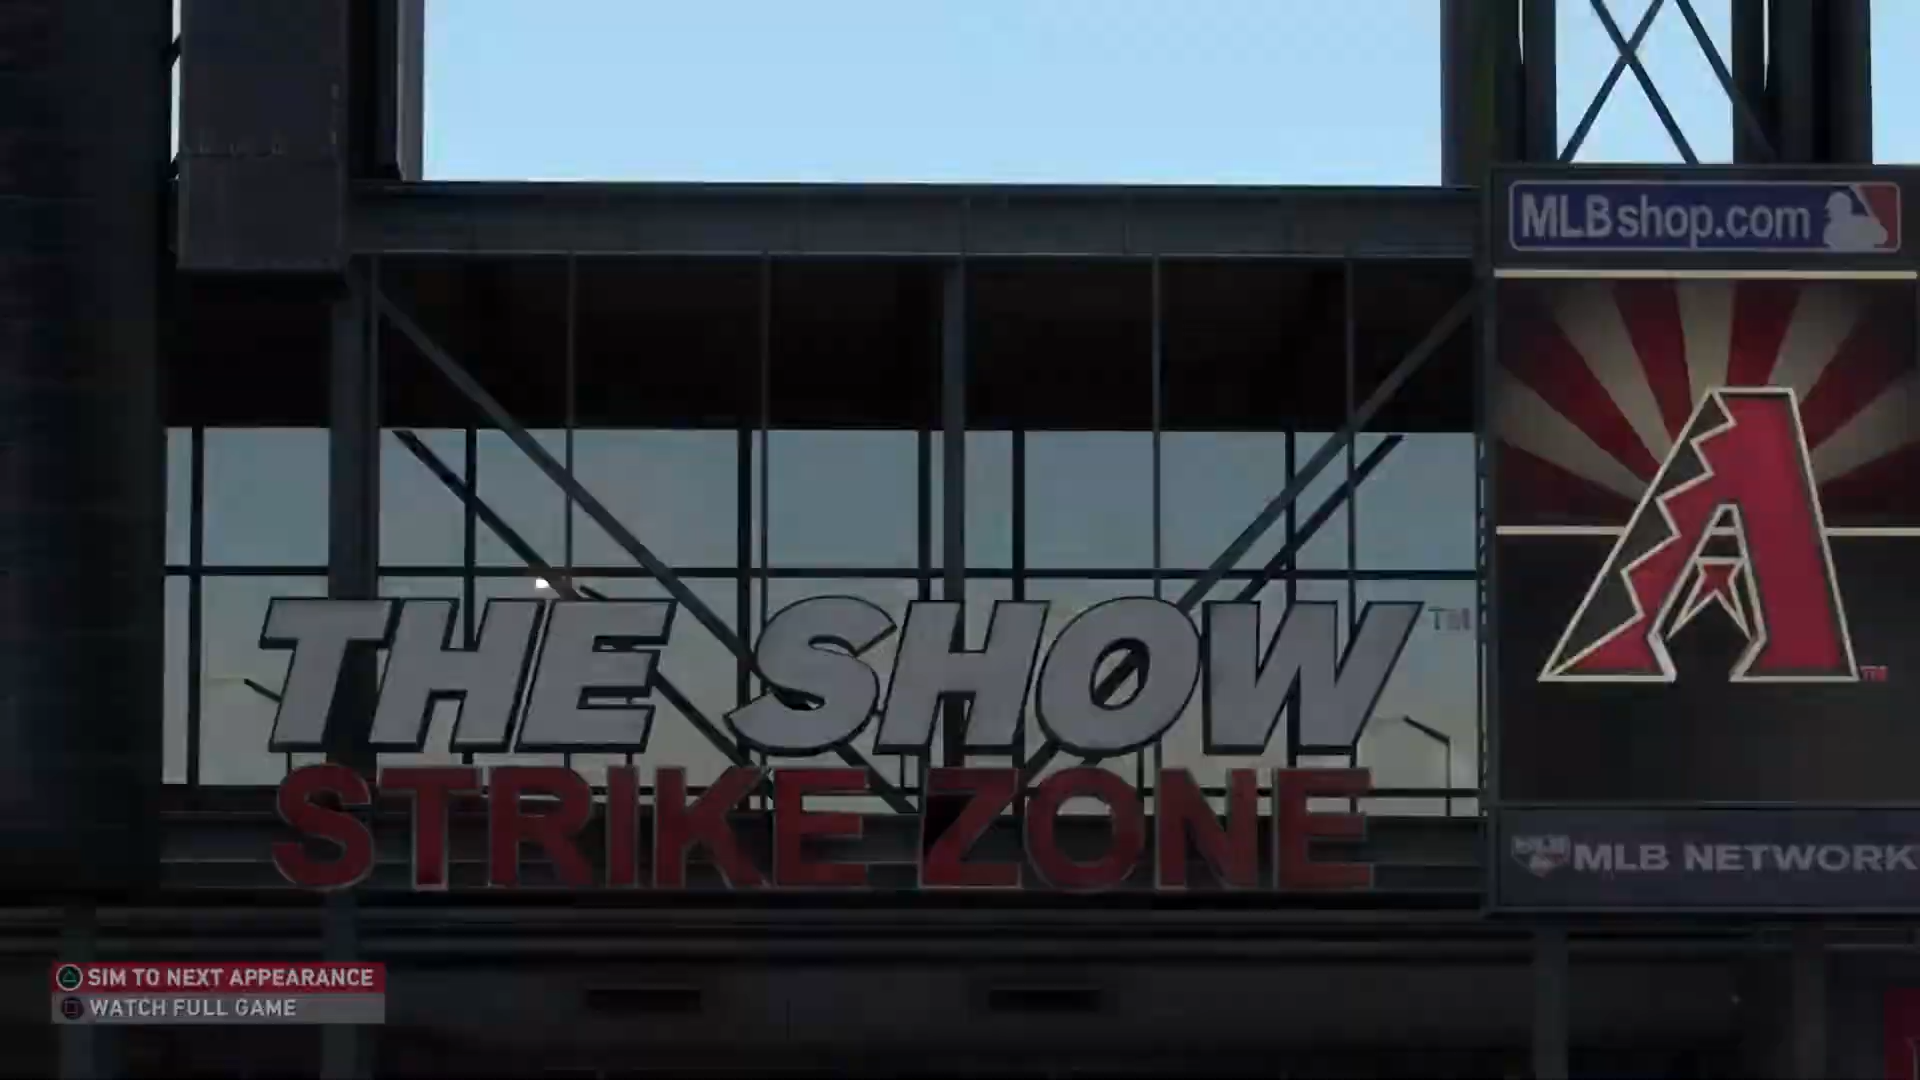 MLBshop.com
THE SHOW™
STRIKE ZONE
MLB NETWORK
SIM TO NEXT APPEARANCE
WATCH FULL GAME